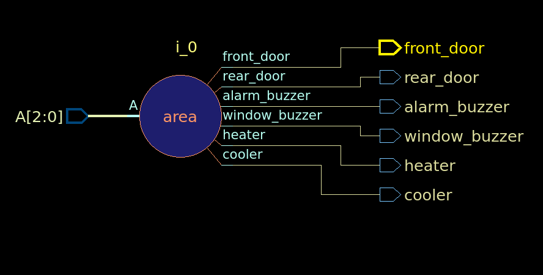 i_0
front_door
front_door
rear_door
rear_door
alarm_buzzer
alarm_buzzer
A[2:0]
A
area
window_buzzer
window_buzzer
heater
heater
cooler
cooler